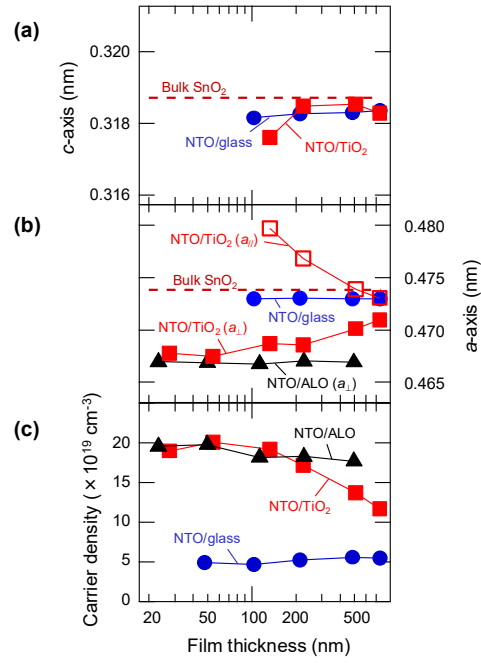 (a)
0.320
0.318
0.316
c-axis (nm)
Bulk SnO2
NTO/glass
NTO/TiO2
(b)
0.480
0.475
0.470
0.465
a-axis (nm)
NTO/TiO2 (a//)
Bulk SnO2
NTO/glass
NTO/TiO2 (a⊥)
NTO/ALO (a⊥)
(c)
20
15
10
5
0
Carrier density ( × 10^19 cm^-3)
NTO/ALO
NTO/TiO2
NTO/glass
20 50 100 200 500
Film thickness (nm)